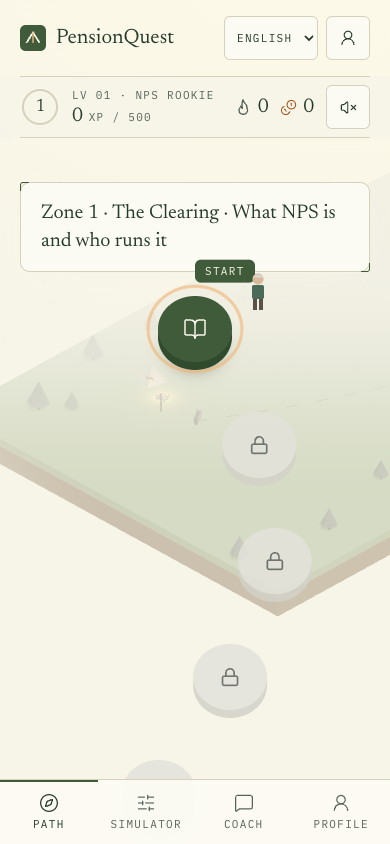 PensionQuest
ENGLISH
1
LV 01 · NPS ROOKIE
0 XP / 500
0
0
Zone 1 · The Clearing · What NPS is
and who runs it
START
PATH
SIMULATOR
COACH
PROFILE